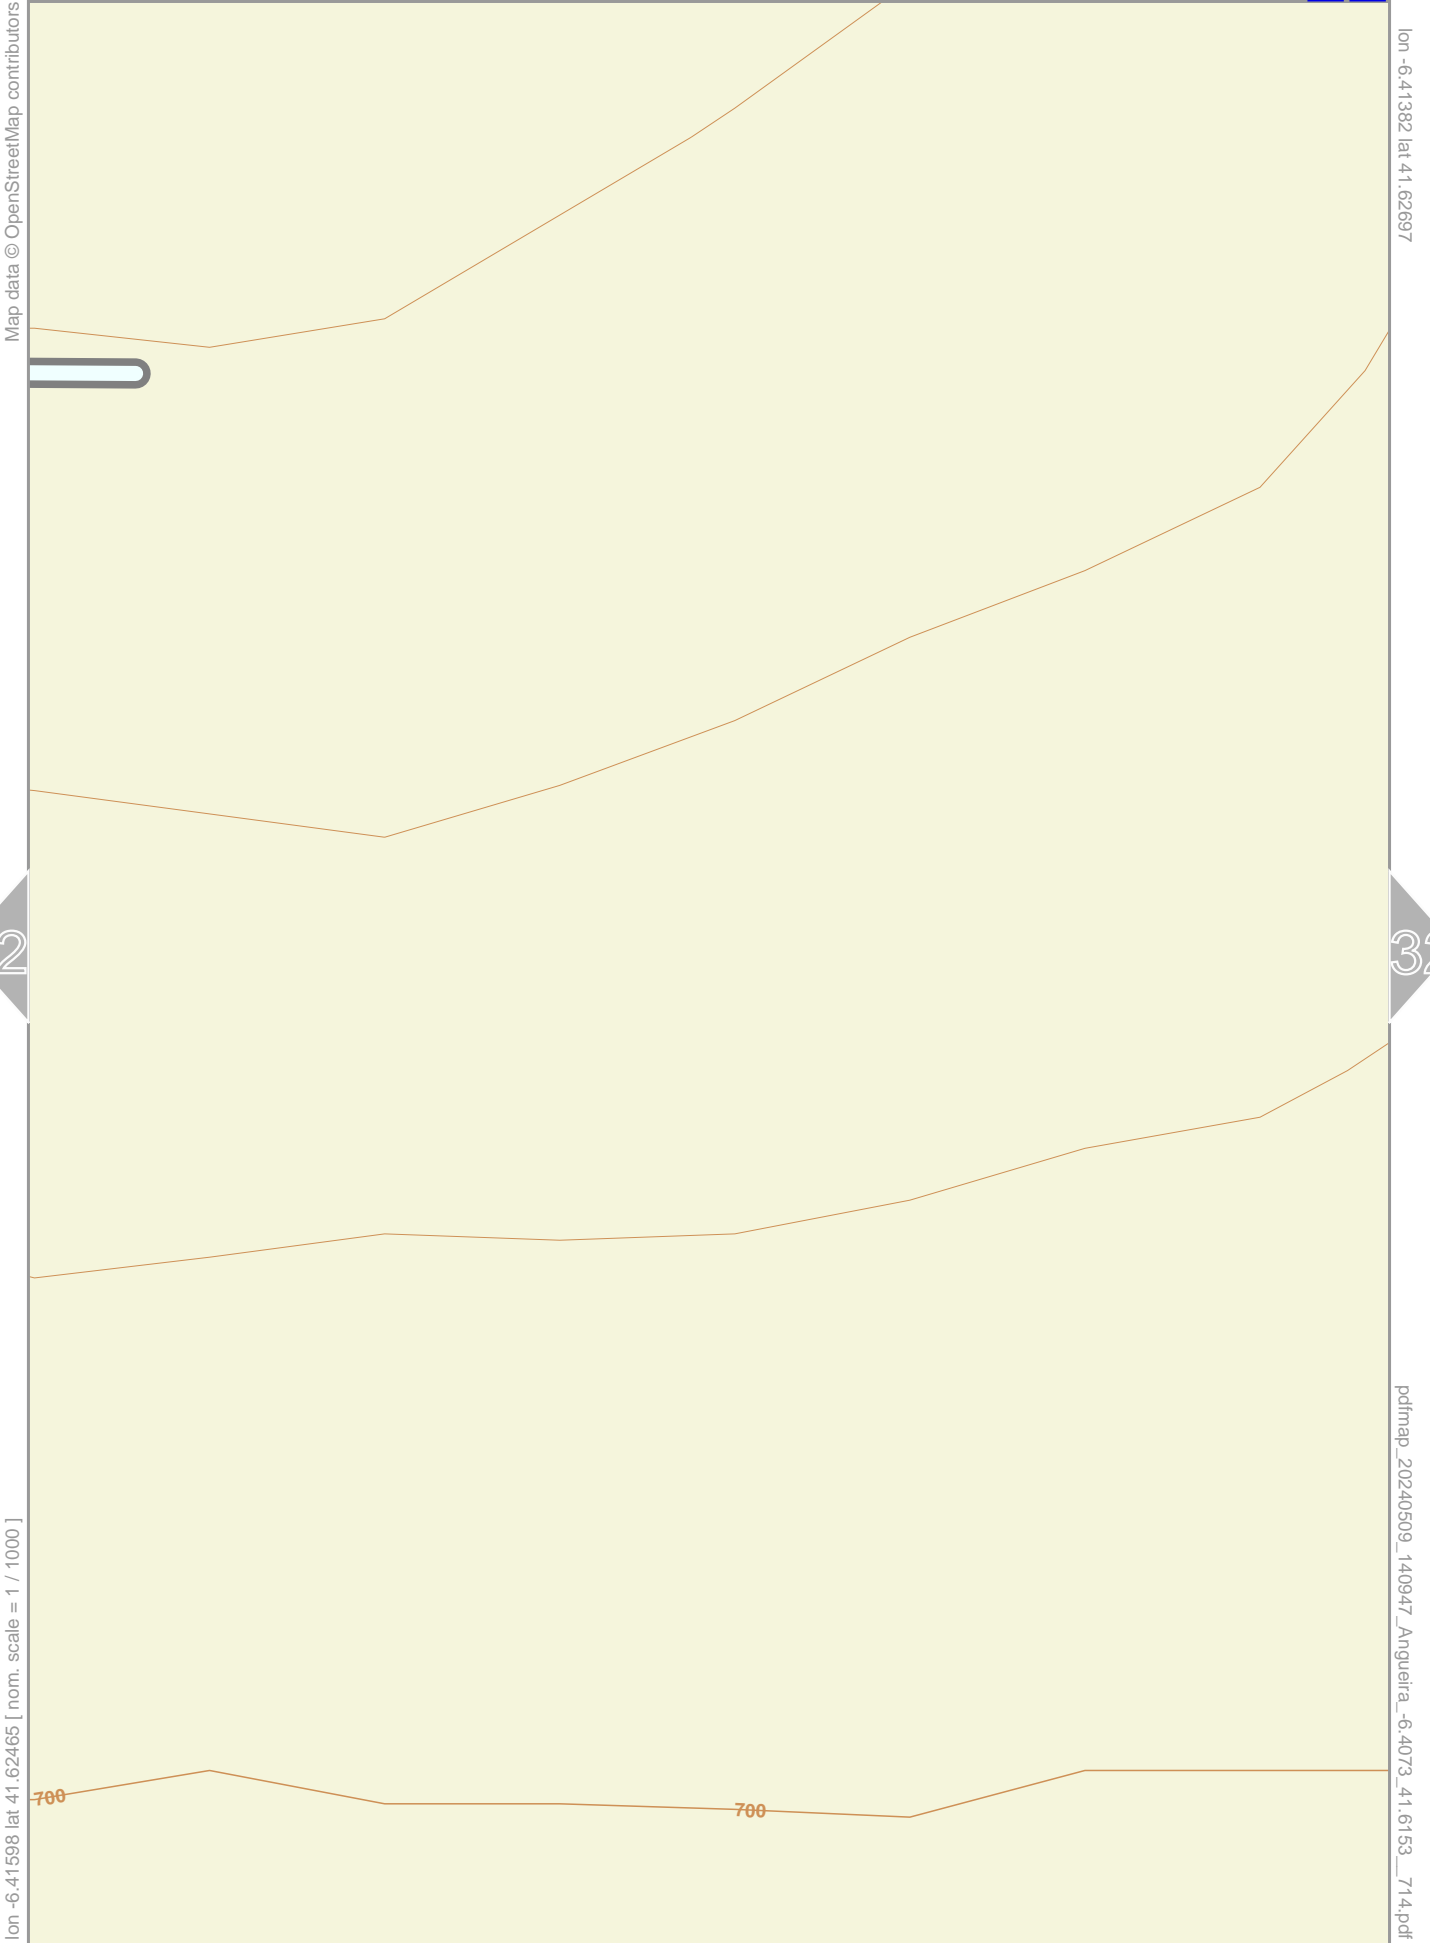 Map data © OpenStreetMap contributors
lon -6.41598 lat 41.62465 [ nom. scale = 1 / 1000 ]
lon -6.41382 lat 41.62697
pdfmap_20240509_140947_Angueira_-6.4073_41.6153__714.pdf
2
700
700